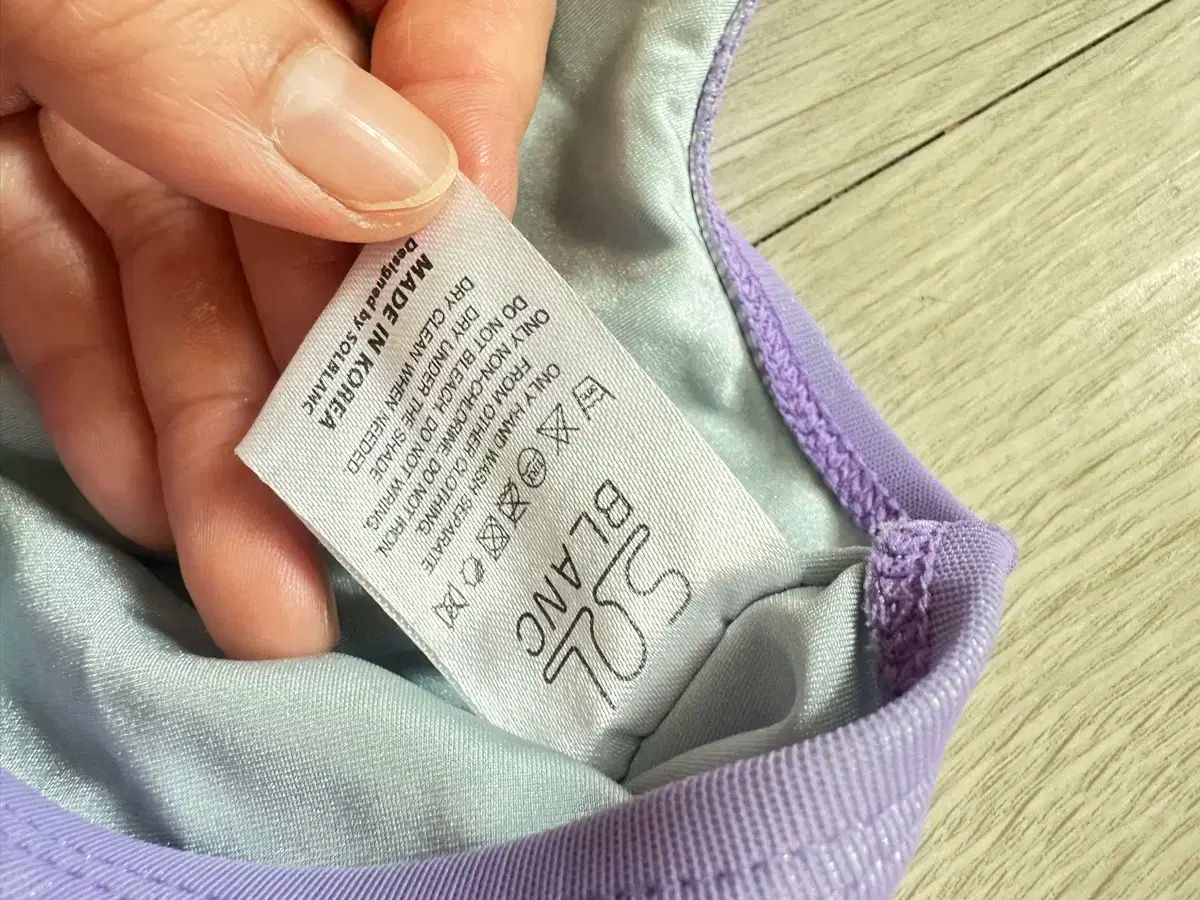 SOL
BLANC
ONLY HAND WASH SEPARATE
FROM OTHER CLOTHING.
ONLY NON-CHLORINE. DO NOT IRON.
DO NOT BLEACH. DO NOT WRING.
DRY UNDER THE SHADE
DRY CLEAN WHEN NEEDED
MADE IN KOREA
Designed by SOLBLANC